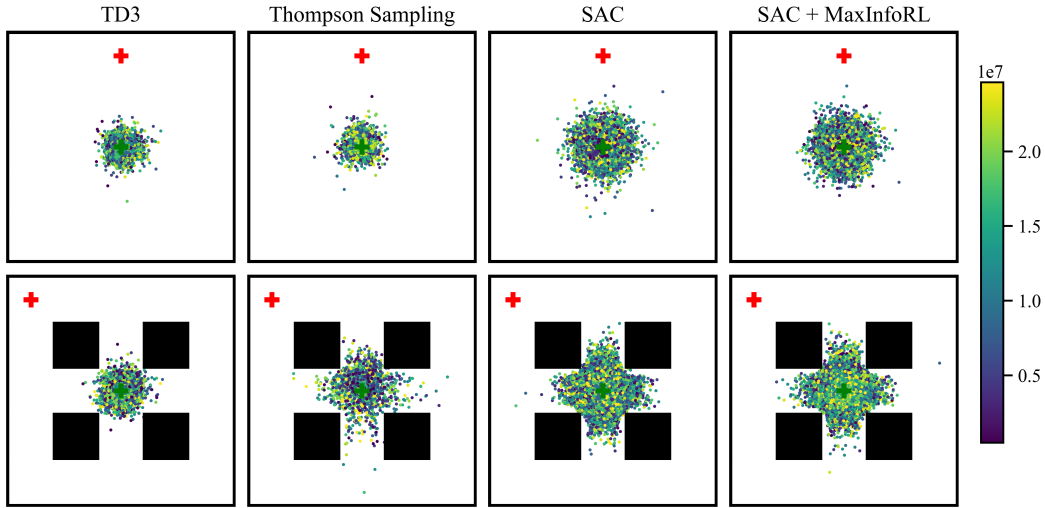 TD3
Thompson Sampling
SAC
SAC + MaxInfoRL
1e7
2.0
1.5
1.0
0.5